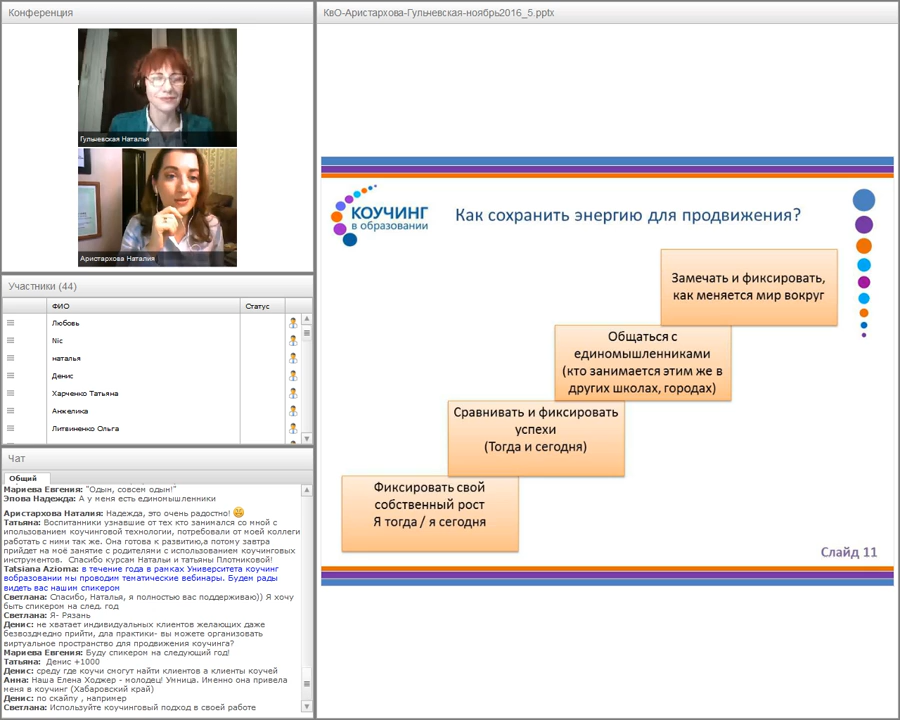 Конференция
Гульчевская Наталья
Аристархова Наталия
Участники (44)
ФИО
Статус
Любовь
Nic
наталья
Денис
Харченко Татьяна
Анжелика
Литвиненко Ольга
Чат
Общий
Мариева Евгения: "Одын, совсем одын!"
Эпова Надежда: А у меня есть единомышленники
Аристархова Наталия: Надежда, это очень радостно!
Татьяна: Воспитанники узнавшие от тех кто занимался со мной с
ипользованием коучинговой технологии, потребовали от моей коллеги
работать с ними так же. Она готова к развитию,а потому завтра
прийдет на моё занятие с родителями с использованием коучинговых
инструментов. Спасибо курсам Натальи и татьяны Плотниковой!
Tatsiana Azioma: в течение года в рамках Университета коучинг
вобразовании мы проводим тематические вебинары. Будем рады
видеть вас нашим спикером
Светлана: Спасибо, Наталья, я полностью вас поддерживаю)) Я хочу
быть спикером на след. год
Светлана: Я- Рязань
Денис: не хватает индивидуальных клиентов желающих даже
безвоздмездно прийти, для практики- вы можете организовать
виртуальное пространство для продвижения коучинга?
Мариева Евгения: Буду спикером на следующий год!
Татьяна: Денис +1000
Денис: среду где коучи смогут найти клиентов а клиенты коучей
Анна: Наша Елена Ходжер - молодец! Умница. Именно она привела
меня в коучинг (Хабаровский край)
Денис: по скайпу , например
Светлана: Используйте коучинговый подход в своей работе
КвО-Аристархова-Гульчевская-ноябрь2016_5.pptx
КОУЧИНГ
в образовании
Как сохранить энергию для продвижения?
Замечать и фиксировать,
как меняется мир вокруг
Общаться с
единомышленниками
(кто занимается этим же в
других школах, городах)
Сравнивать и фиксировать
успехи
(Тогда и сегодня)
Фиксировать свой
собственный рост
Я тогда / я сегодня
Слайд 11